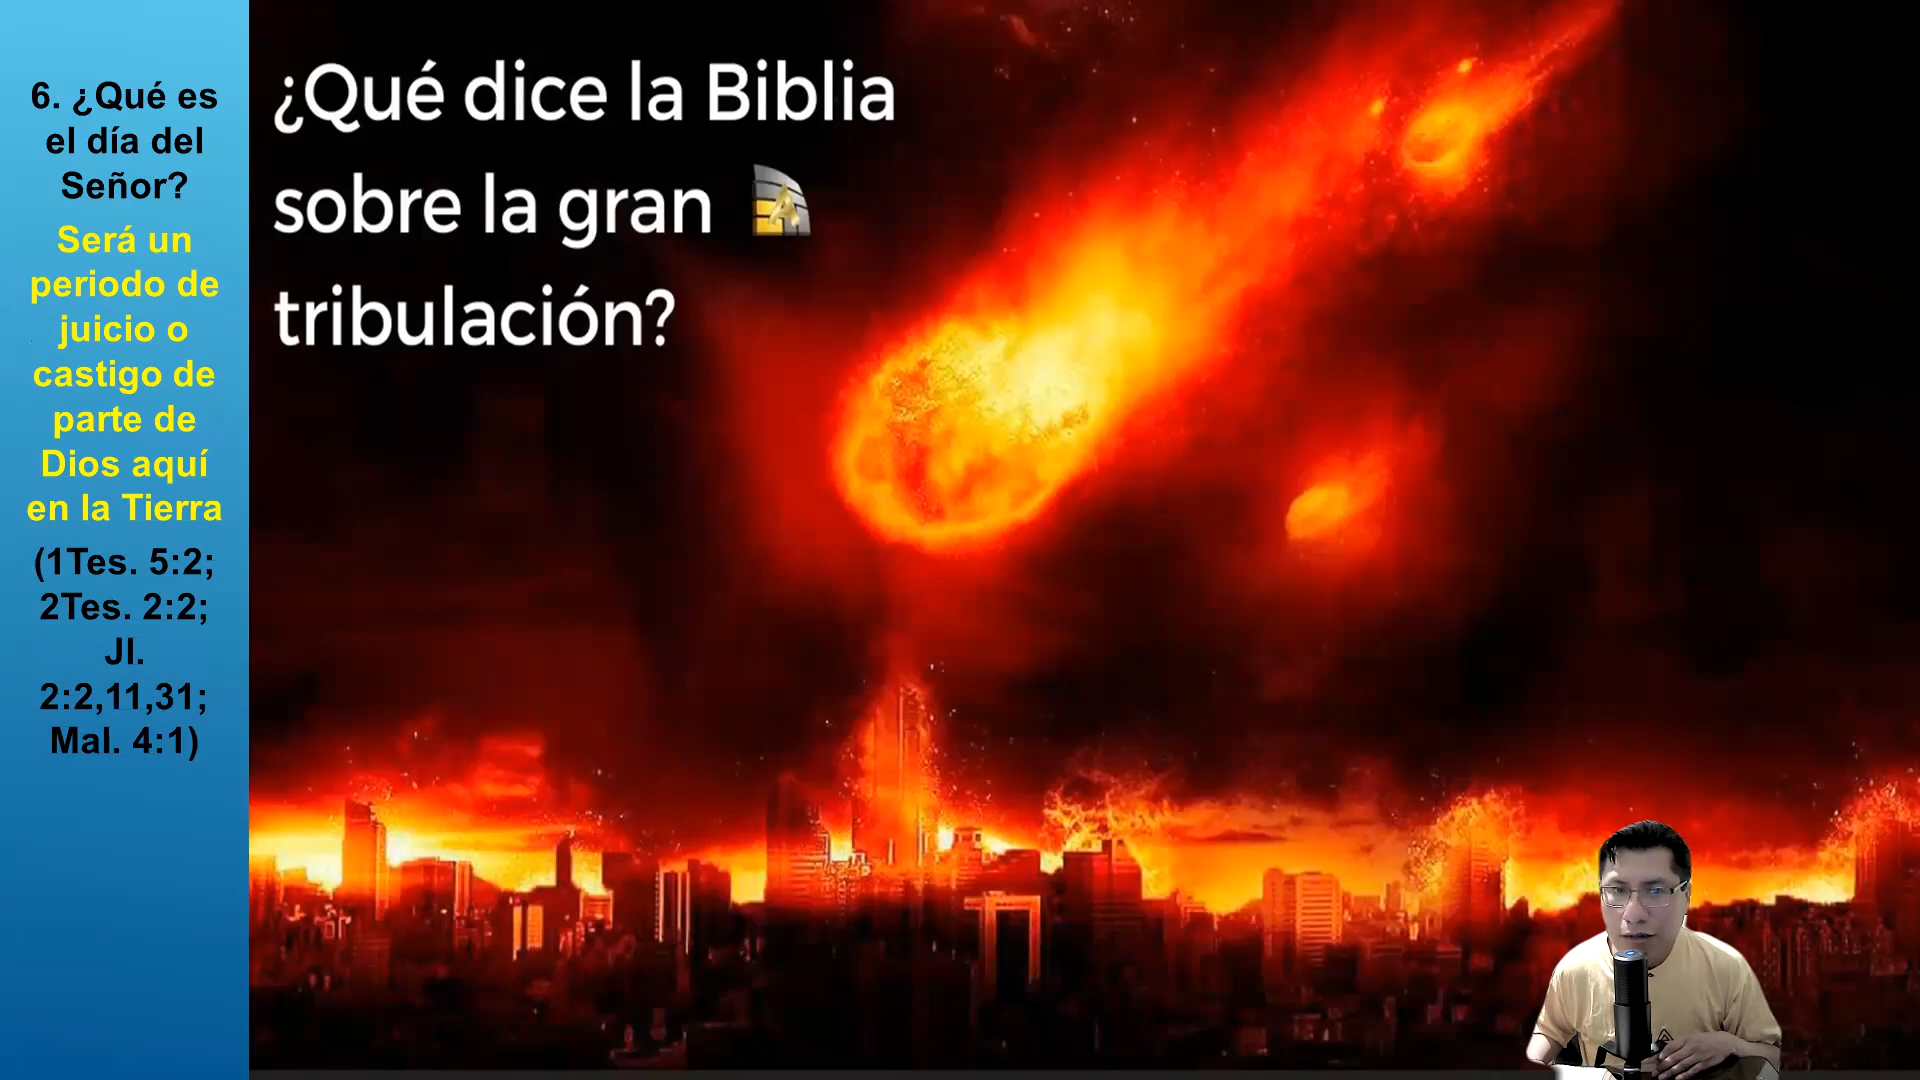 6. ¿Qué es
el día del
Señor?
Será un
periodo de
juicio o
castigo de
parte de
Dios aquí
en la Tierra
(1Tes. 5:2;
2Tes. 2:2;
Jl.
2:2,11,31;
Mal. 4:1)
¿Qué dice la Biblia
sobre la gran
tribulación?